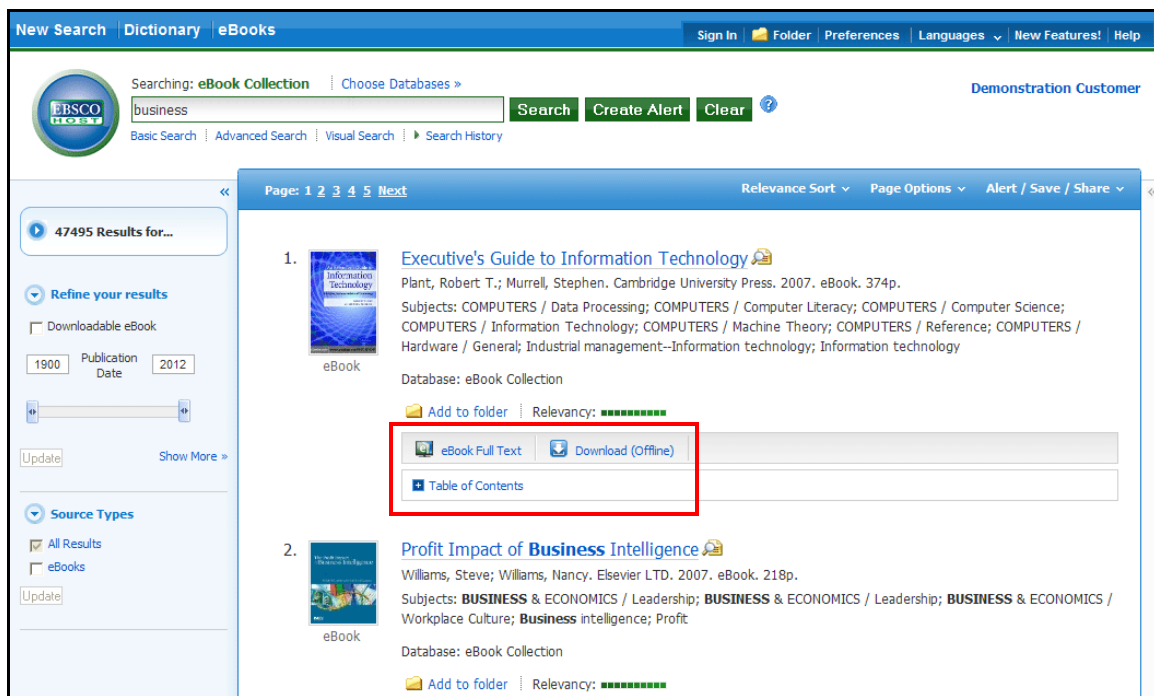 New Search Dictionary eBooks
Sign In Folder Preferences Languages New Features! Help
EBSCO
HOST
Searching: eBook Collection Choose Databases »
Demonstration Customer
business
Search Create Alert Clear ?
Basic Search Advanced Search Visual Search Search History
«
Page: 1 2 3 4 5 Next
Relevance Sort Page Options Alert / Save / Share
«
47495 Results for...
Refine your results
Downloadable eBook
1900 Publication Date 2012
Update
Show More »
Source Types
All Results
eBooks
Update
1.
Information
Technology
eBook
Executive's Guide to Information Technology
Plant, Robert T.; Murrell, Stephen. Cambridge University Press. 2007. eBook. 374p.
Subjects: COMPUTERS / Data Processing; COMPUTERS / Computer Literacy; COMPUTERS / Computer Science;
COMPUTERS / Information Technology; COMPUTERS / Machine Theory; COMPUTERS / Reference; COMPUTERS /
Hardware / General; Industrial management--Information technology; Information technology
Database: eBook Collection
Add to folder Relevancy:
eBook Full Text Download (Offline)
Table of Contents
2.
eBook
Profit Impact of Business Intelligence
Williams, Steve; Williams, Nancy. Elsevier LTD. 2007. eBook. 218p.
Subjects: BUSINESS & ECONOMICS / Leadership; BUSINESS & ECONOMICS / Leadership; BUSINESS & ECONOMICS /
Workplace Culture; Business intelligence; Profit
Database: eBook Collection
Add to folder Relevancy: